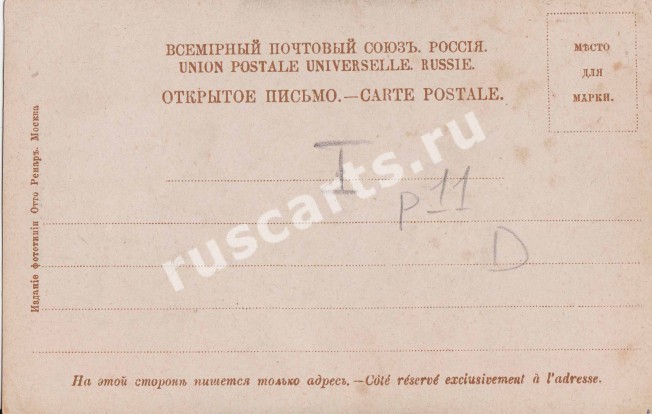 ВСЕМІРНЫЙ ПОЧТОВЫЙ СОЮЗЪ. РОССІЯ.
UNION POSTALE UNIVERSELLE. RUSSIE.
ОТКРЫТОЕ ПИСЬМО.—CARTE POSTALE.
МѢСТО
ДЛЯ
МАРКИ.
Изданіе фототипіи Отто Ренаръ. Москва
I
р 11
D
ruscarts.ru
На этой сторонѣ пишется только адресъ.—Côté réservé exclusivement à l'adresse.